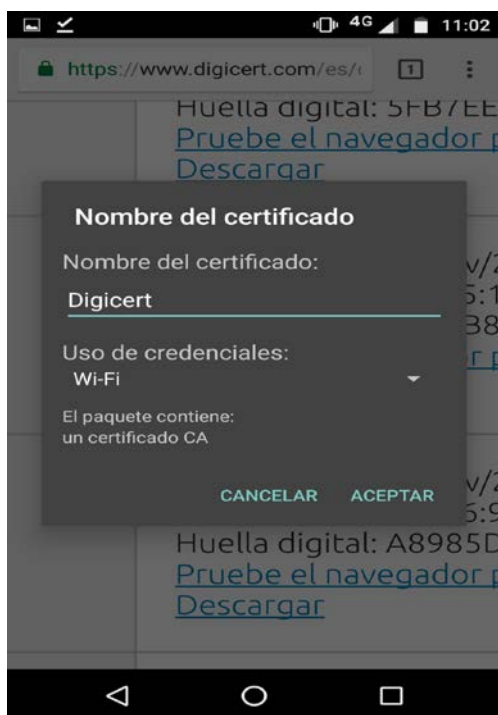 4G 11:02
https://www.digicert.com/es/
1
Huella digital: 5FB7EE
Pruebe el navegador
Descargar
Nombre del certificado
Nombre del certificado:
Digicert
Uso de credenciales:
Wi-Fi
El paquete contiene:
un certificado CA
CANCELAR ACEPTAR
Huella digital: A8985D
Pruebe el navegador
Descargar